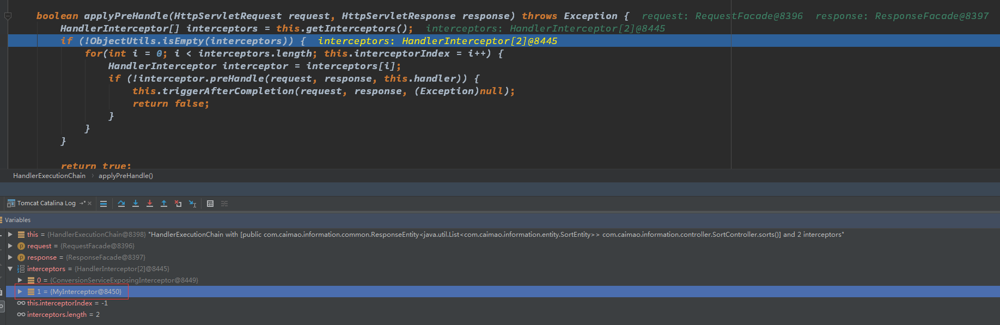 boolean applyPreHandle(HttpServletRequest request, HttpServletResponse response) throws Exception {  request: RequestFacade@8396  response: ResponseFacade@8397
HandlerInterceptor[] interceptors = this.getInterceptors();  interceptors: HandlerInterceptor[2]@8445
if (!ObjectUtils.isEmpty(interceptors)) {  interceptors: HandlerInterceptor[2]@8445
for(int i = 0; i < interceptors.length; this.interceptorIndex = i++) {
HandlerInterceptor interceptor = interceptors[i];
if (!interceptor.preHandle(request, response, this.handler)) {
this.triggerAfterCompletion(request, response, (Exception)null);
return false;
}
}
}
return true;
HandlerExecutionChain › applyPreHandle()
Tomcat Catalina Log
Variables
this = {HandlerExecutionChain@8398} "HandlerExecutionChain with [public com.caimao.information.common.ResponseEntity<java.util.List<com.caimao.information.entity.SortEntity>> com.caimao.information.controller.SortController.sorts()] and 2 interceptors"
request = {RequestFacade@8396}
response = {ResponseFacade@8397}
interceptors = {HandlerInterceptor[2]@8445}
0 = {ConversionServiceExposingInterceptor@8449}
1 = {MyInterceptor@8450}
this.interceptorIndex = -1
interceptors.length = 2